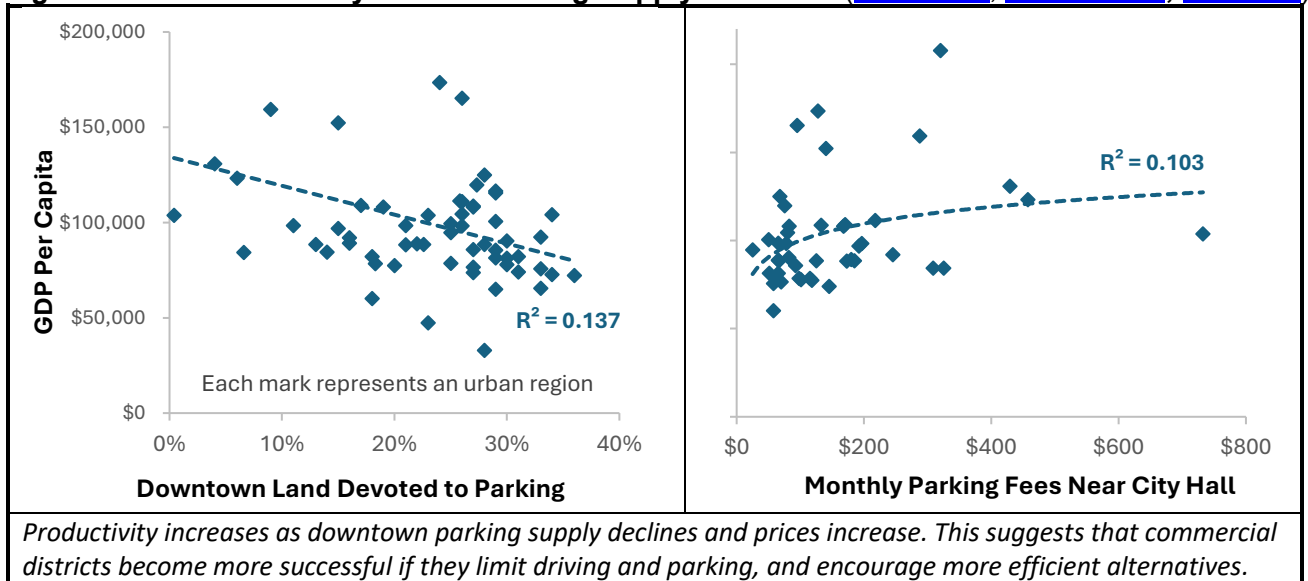 $200,000
$150,000
$100,000
$50,000
$0
GDP Per Capita
R² = 0.137
Each mark represents an urban region
0% 10% 20% 30% 40%
Downtown Land Devoted to Parking
R² = 0.103
$0 $200 $400 $600 $800
Monthly Parking Fees Near City Hall
Productivity increases as downtown parking supply declines and prices increase. This suggests that commercial
districts become more successful if they limit driving and parking, and encourage more efficient alternatives.